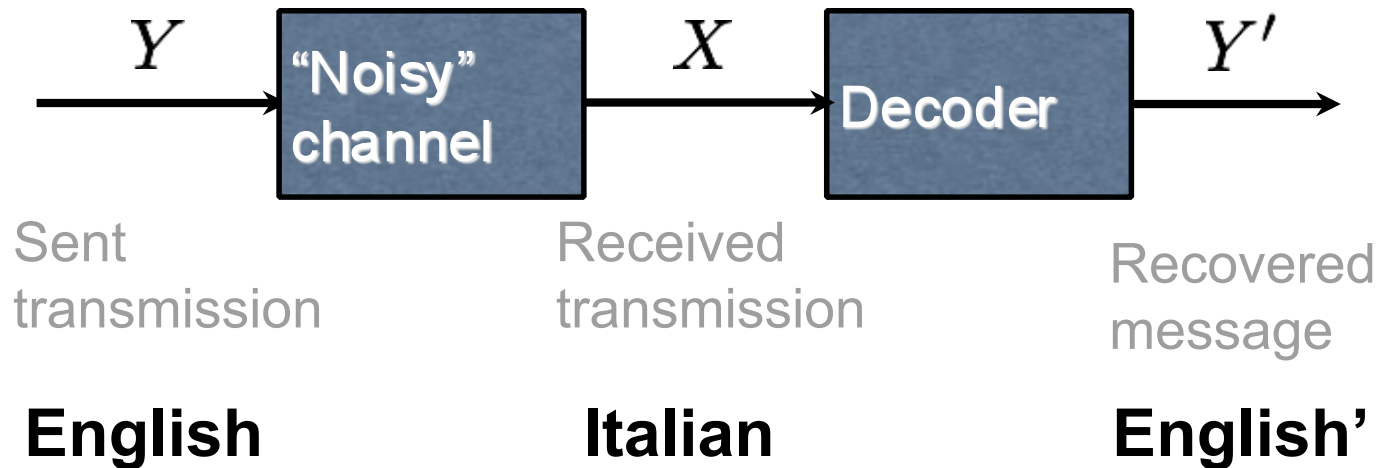 Y
X
Y'
“Noisy”
channel
Decoder
Sent
transmission
Received
transmission
Recovered
message
English
Italian
English’